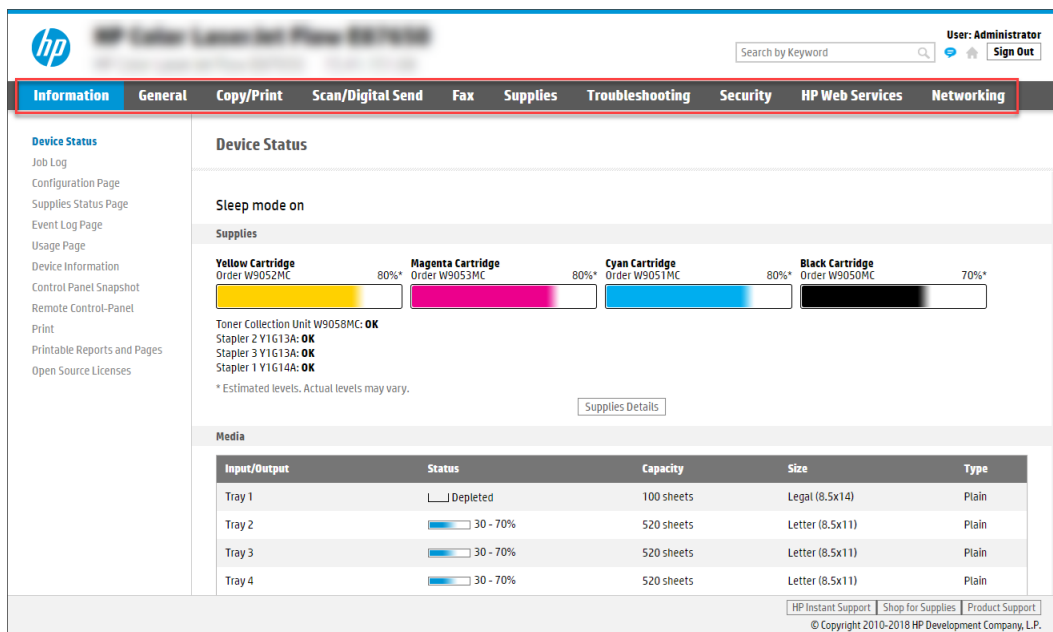 hp
User: Administrator
Search by Keyword
Sign Out
Information General Copy/Print Scan/Digital Send Fax Supplies Troubleshooting Security HP Web Services Networking
Device Status
Job Log
Configuration Page
Supplies Status Page
Event Log Page
Usage Page
Device Information
Control Panel Snapshot
Remote Control-Panel
Print
Printable Reports and Pages
Open Source Licenses
Device Status
Sleep mode on
Supplies
Yellow Cartridge Magenta Cartridge Cyan Cartridge Black Cartridge
Order W9052MC 80%* Order W9053MC 80%* Order W9051MC 80%* Order W9050MC 70%*
Toner Collection Unit W9058MC: OK
Stapler 2 Y1G13A: OK
Stapler 3 Y1G13A: OK
Stapler 1 Y1G14A: OK
* Estimated levels. Actual levels may vary.
Supplies Details
Media
Input/Output Status Capacity Size Type
Tray 1 Depleted 100 sheets Legal (8.5x14) Plain
Tray 2 30 - 70% 520 sheets Letter (8.5x11) Plain
Tray 3 30 - 70% 520 sheets Letter (8.5x11) Plain
Tray 4 30 - 70% 520 sheets Letter (8.5x11) Plain
HP Instant Support Shop for Supplies Product Support
© Copyright 2010-2018 HP Development Company, L.P.